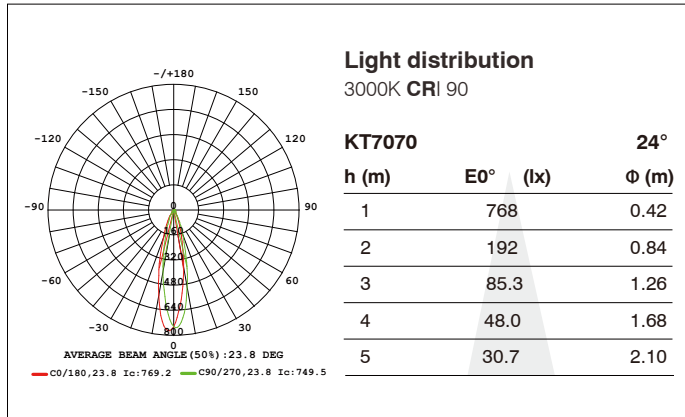 Light distribution
3000K CRI 90
KT7070 24°
h (m) E0° (lx) Φ (m)
1 768 0.42
2 192 0.84
3 85.3 1.26
4 48.0 1.68
5 30.7 2.10
-/+180
-150 150
-120 120
-90 90
-60 60
-30 30
0
0
160
320
480
640
800
AVERAGE BEAM ANGLE(50%):23.8 DEG
C0/180,23.8 Ic:769.2 C90/270,23.8 Ic:749.5